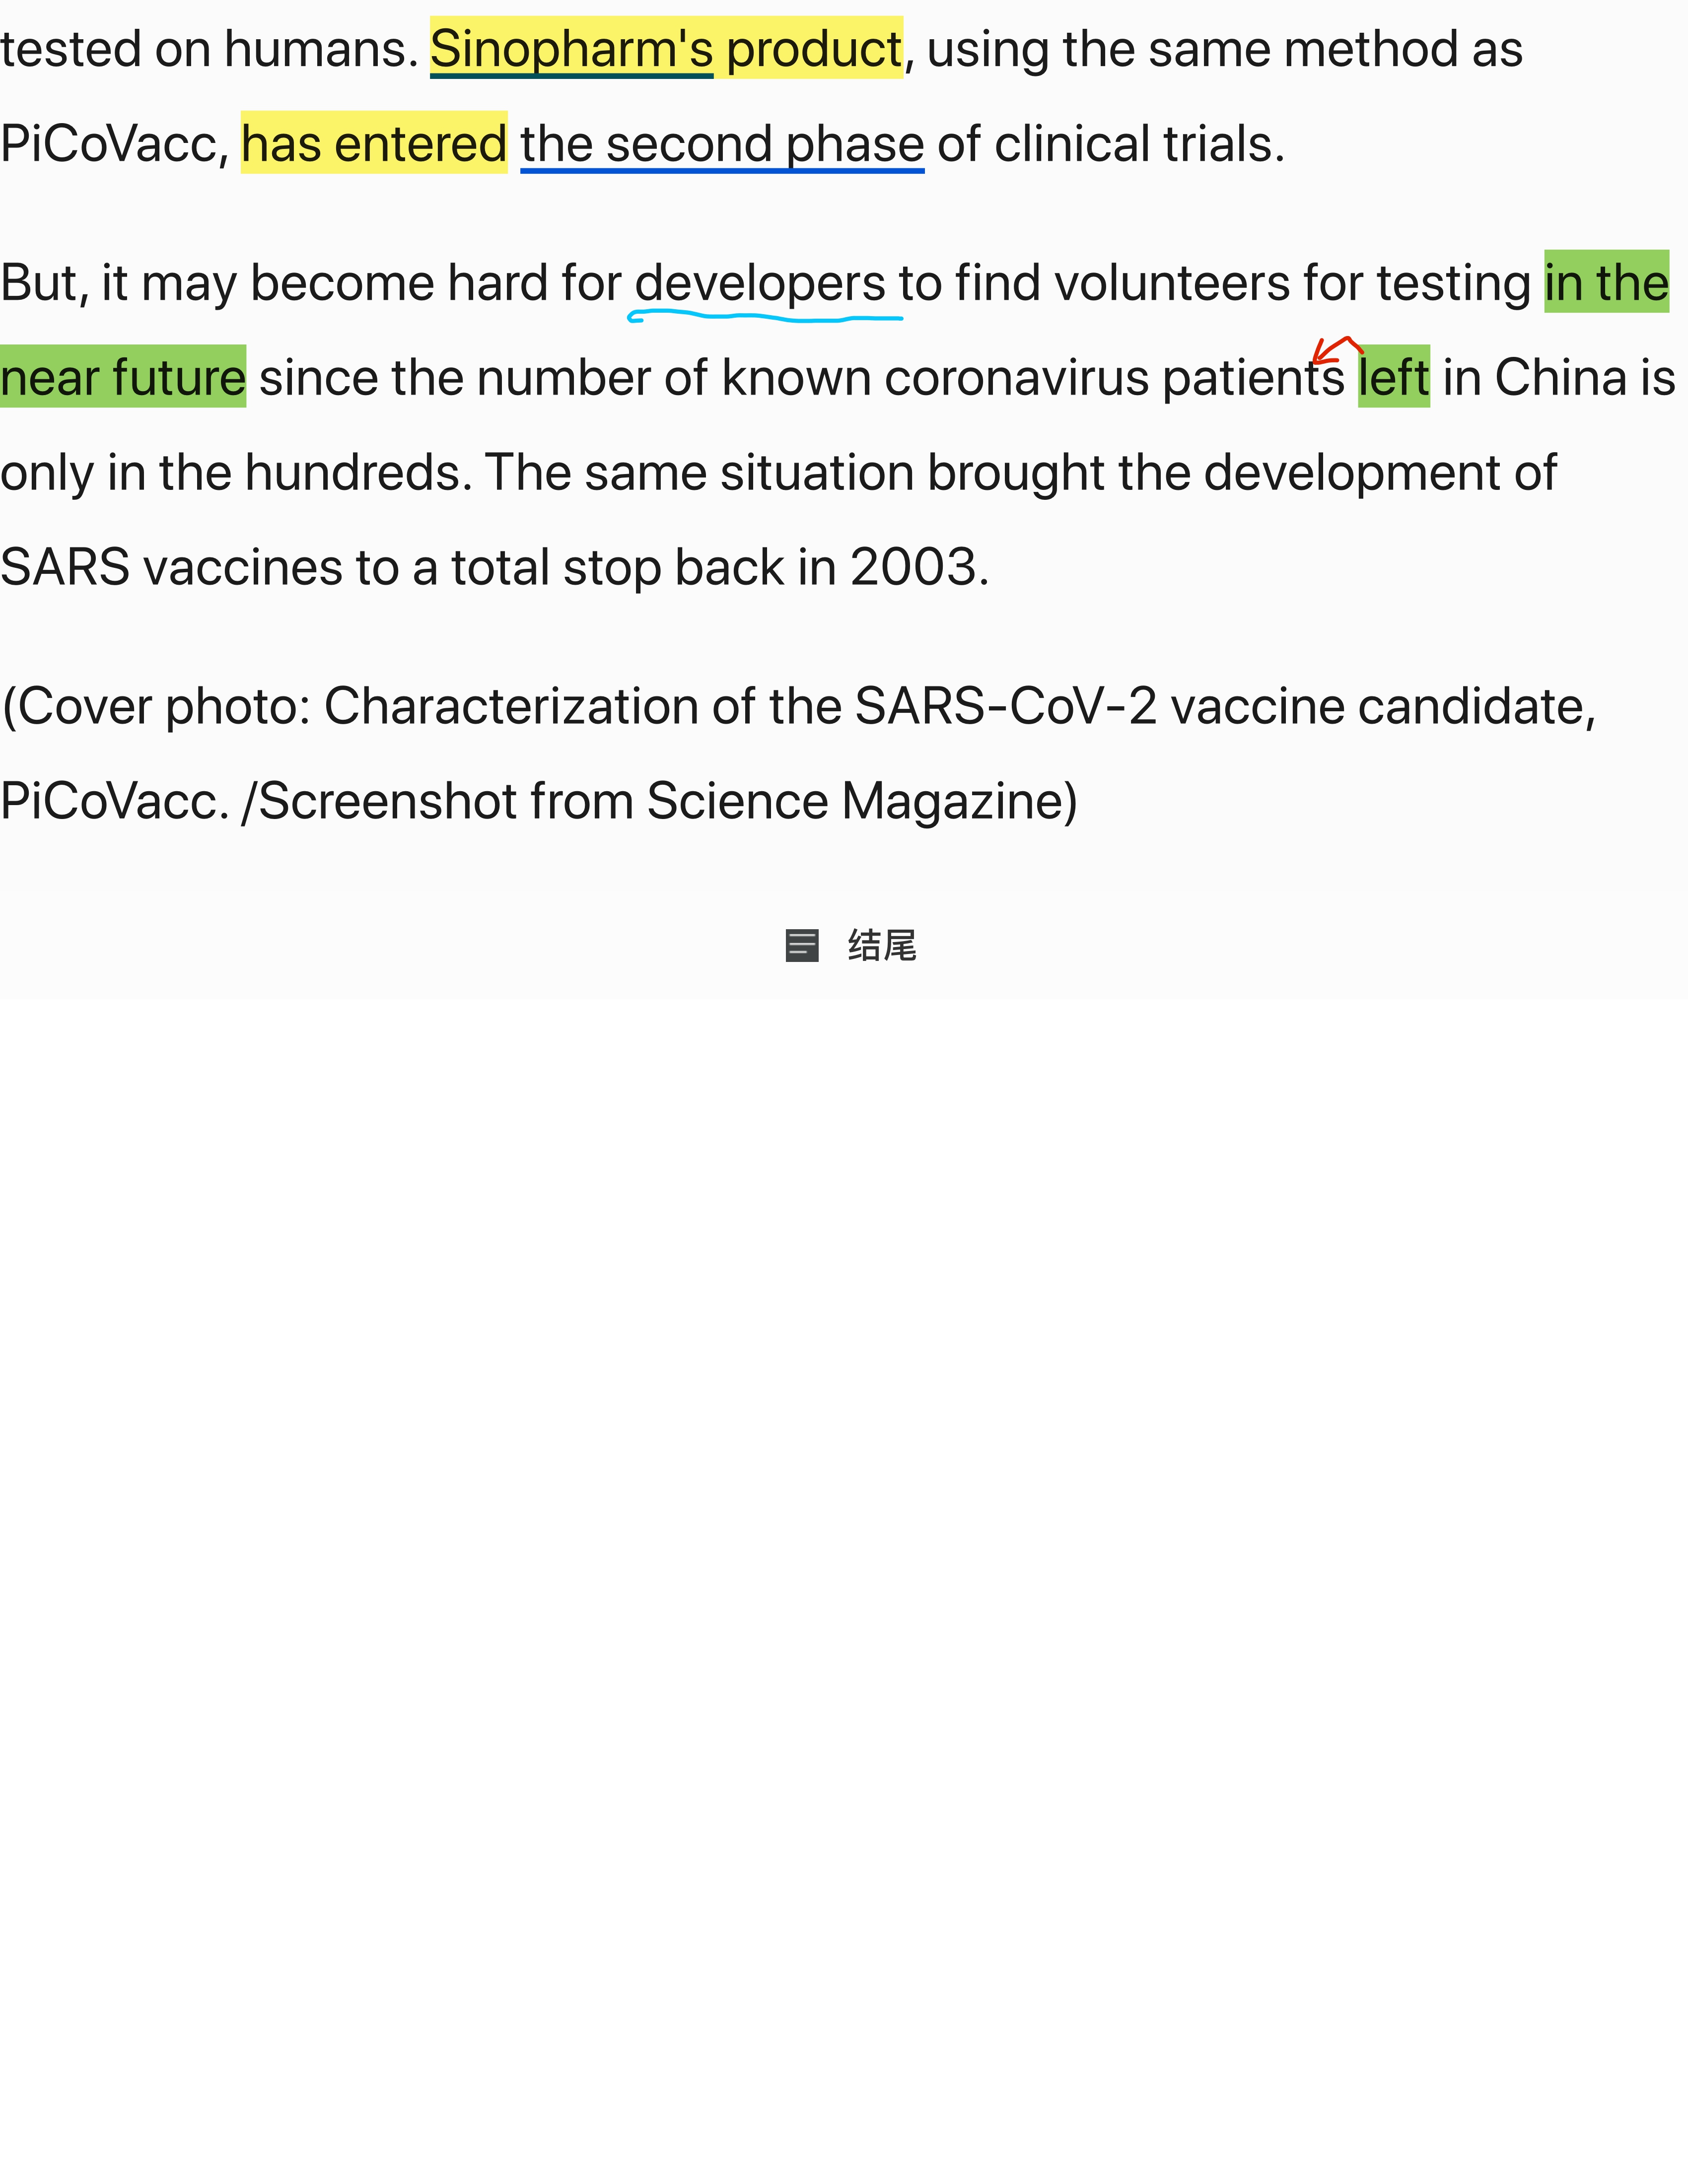 tested on humans. Sinopharm's product, using the same method as
PiCoVacc, has entered the second phase of clinical trials.
But, it may become hard for developers to find volunteers for testing in the
near future since the number of known coronavirus patients left in China is
only in the hundreds. The same situation brought the development of
SARS vaccines to a total stop back in 2003.
(Cover photo: Characterization of the SARS-CoV-2 vaccine candidate,
PiCoVacc. /Screenshot from Science Magazine)
结尾